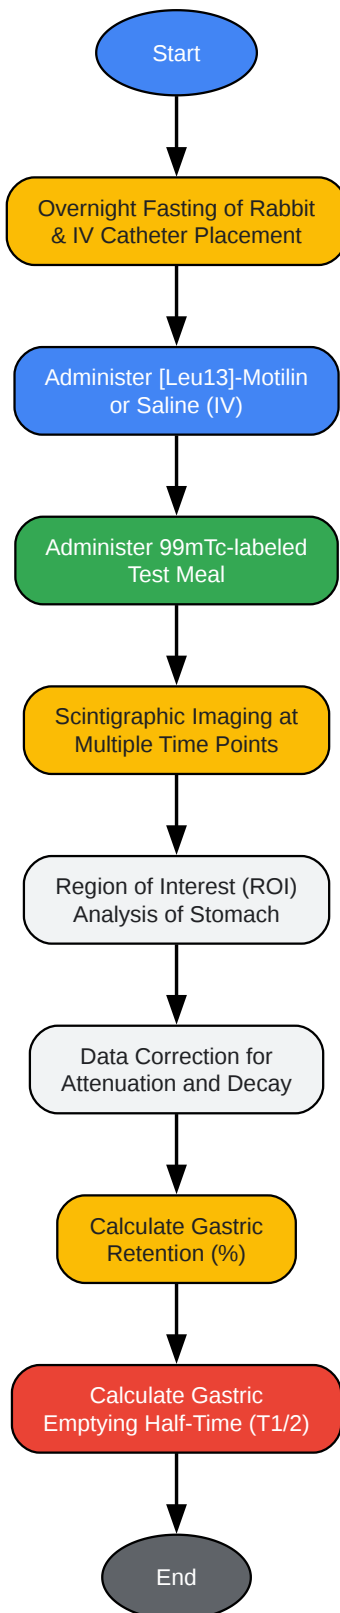 Start
Overnight Fasting of Rabbit
& IV Catheter Placement
Administer [Leu13]-Motilin
or Saline (IV)
Administer 99mTc-labeled
Test Meal
Scintigraphic Imaging at
Multiple Time Points
Region of Interest (ROI)
Analysis of Stomach
Data Correction for
Attenuation and Decay
Calculate Gastric
Retention (%)
Calculate Gastric
Emptying Half-Time (T1/2)
End